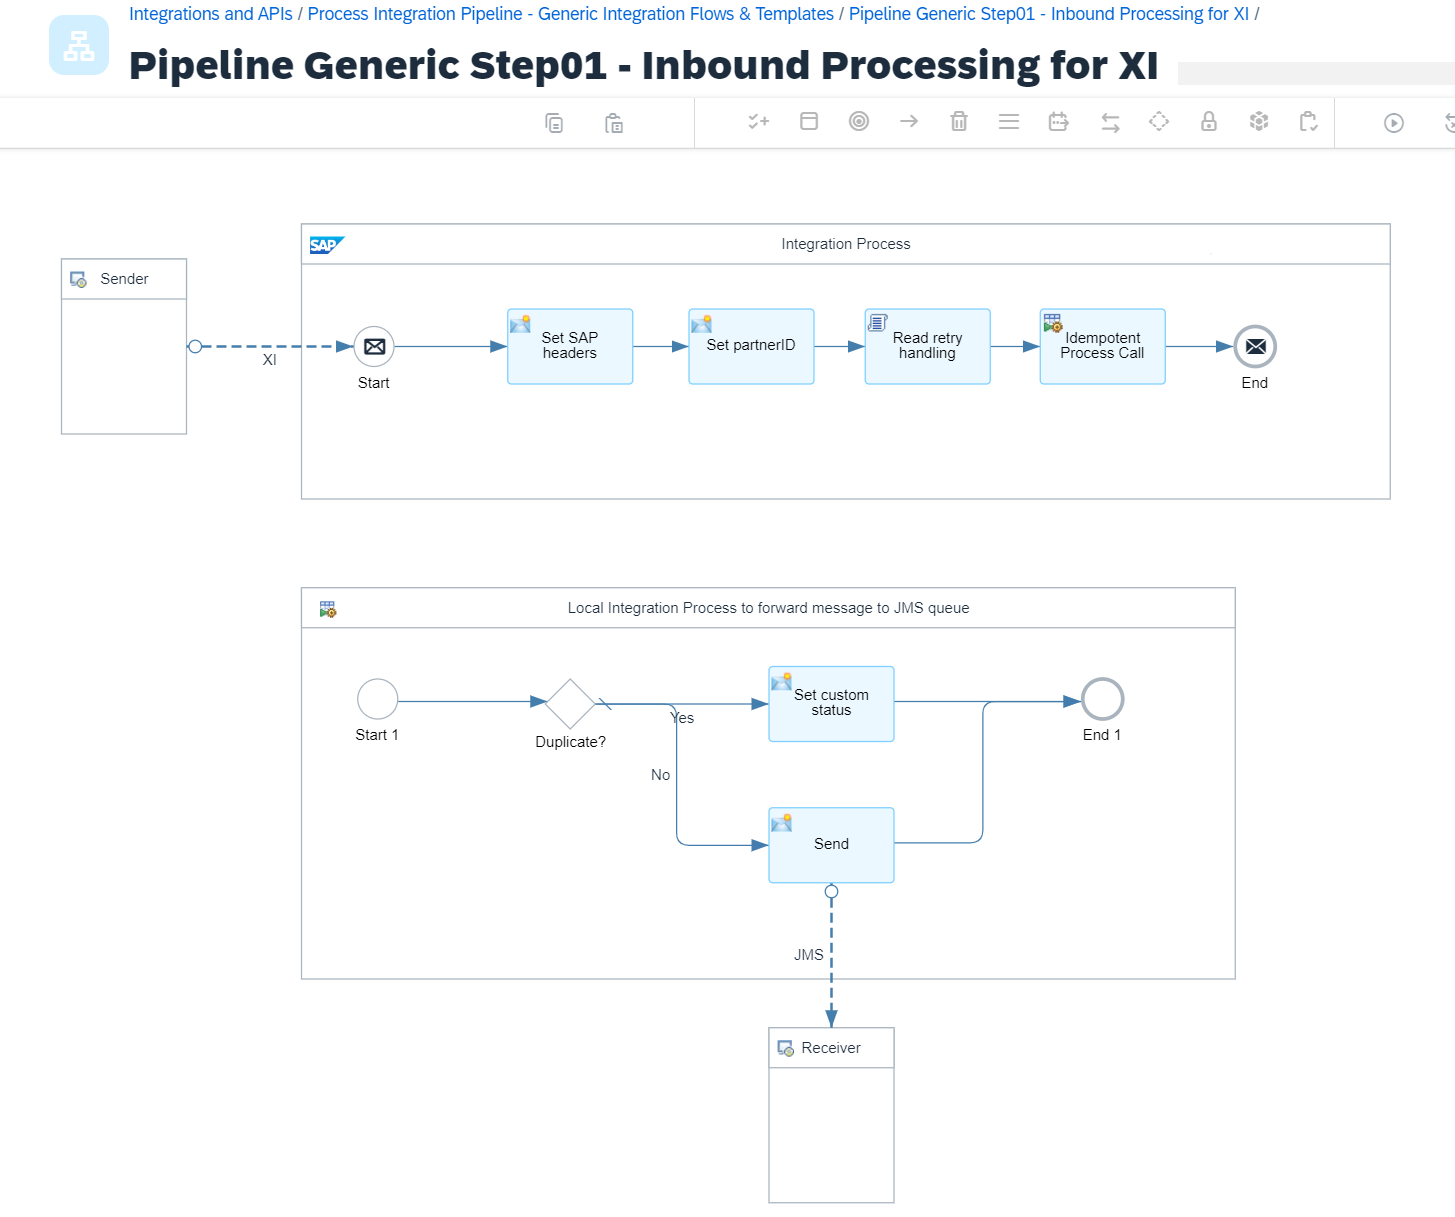 Integrations and APIs / Process Integration Pipeline - Generic Integration Flows & Templates / Pipeline Generic Step01 - Inbound Processing for XI /
Pipeline Generic Step01 - Inbound Processing for XI
SAP
Integration Process
Sender
XI
Start
Set SAP
headers
Set partnerID
Read retry
handling
Idempotent
Process Call
End
Local Integration Process to forward message to JMS queue
Start 1
Duplicate?
Yes
No
Set custom
status
Send
End 1
JMS
Receiver